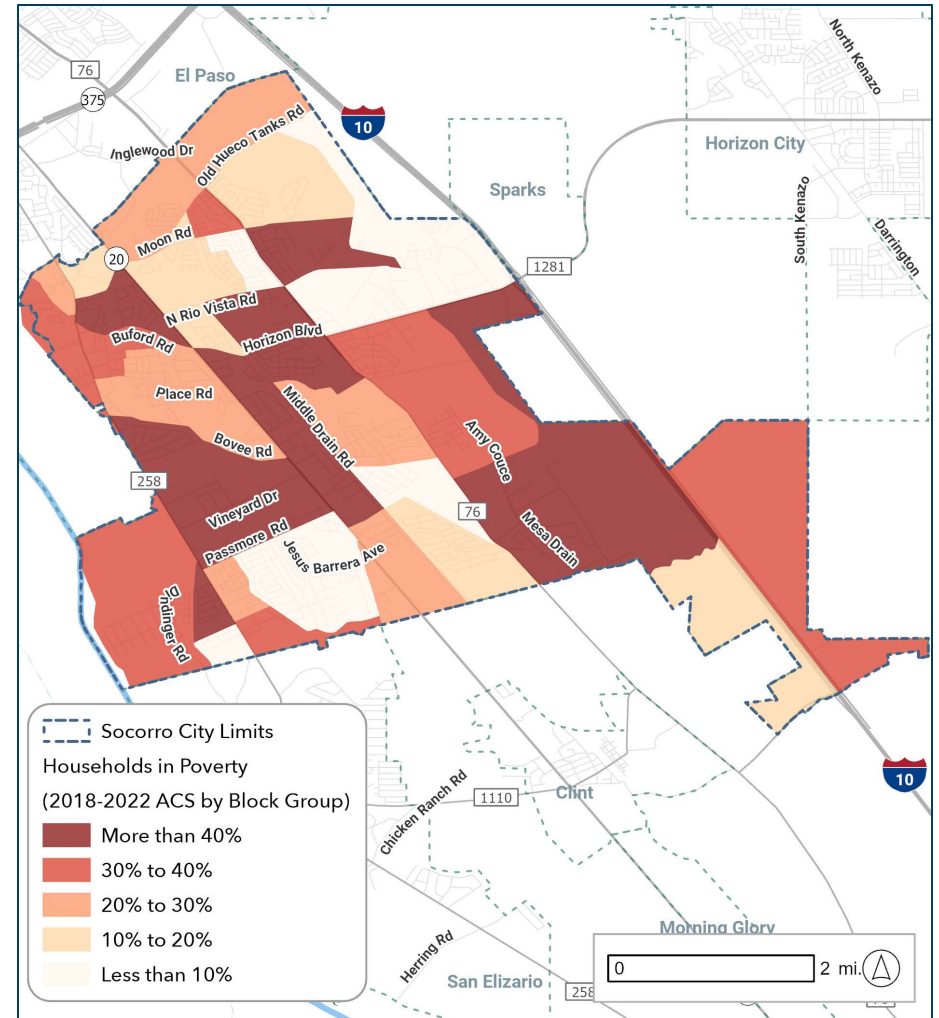 76
El Paso
375
North Kenazo
Old Hueco Tanks Rd
10
Inglewood Dr
Horizon City
Sparks
South Kenazo
Moon Rd
Darrington
20
1281
N Rio Vista Rd
Buford Rd
Horizon Blvd
Place Rd
Middle Drain Rd
Bovee Rd
Amy Couce
258
Vineyard Dr
76
Passmore Rd
Mesa Drain
Jesus Barrera Ave
Dindinger Rd
Socorro City Limits
Households in Poverty
(2018-2022 ACS by Block Group)
More than 40%
30% to 40%
20% to 30%
10% to 20%
Less than 10%
10
Clint
1110
Chicken Ranch Rd
Morning Glory
Herring Rd
San Elizario
258
0 2 mi.